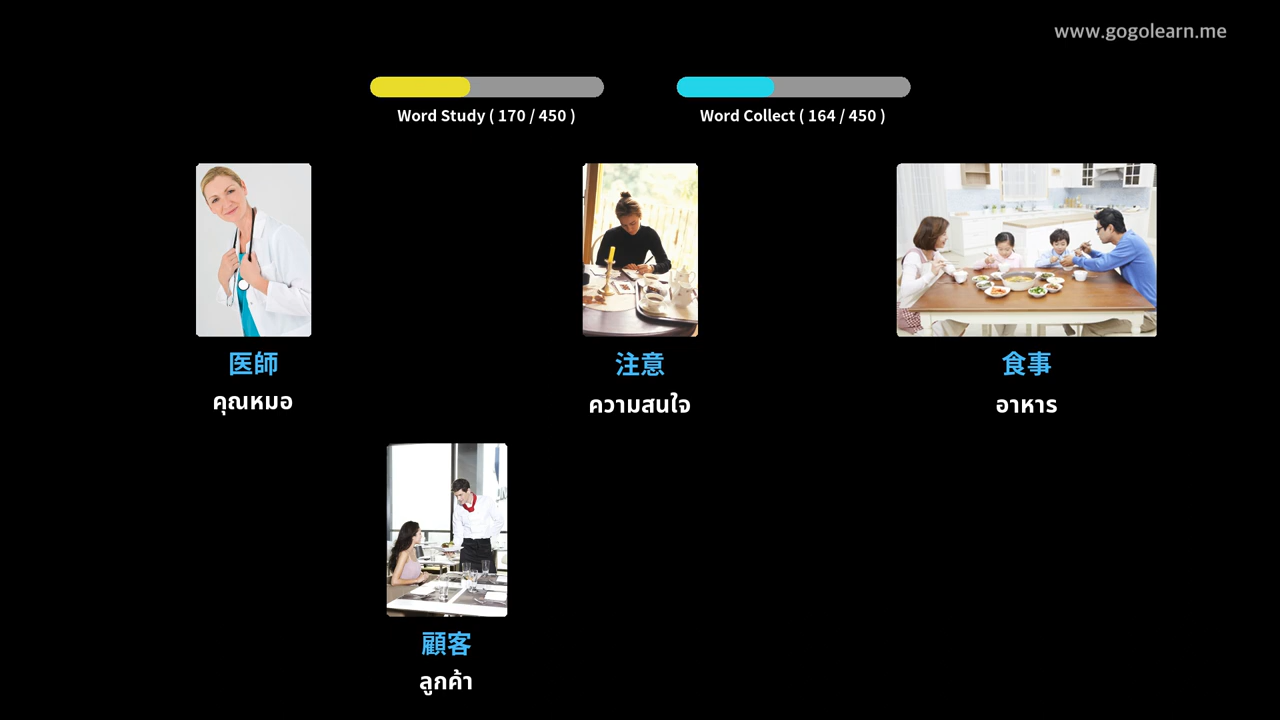 www.gogolearn.me
Word Study ( 170 / 450 )
Word Collect ( 164 / 450 )
医師
คุณหมอ
注意
ความสนใจ
食事
อาหาร
顧客
ลูกค้า